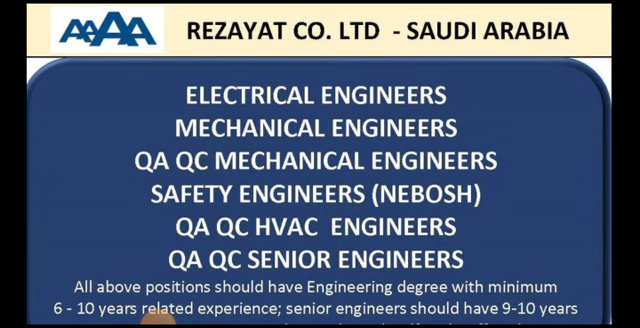 AAAA REZAYAT CO. LTD - SAUDI ARABIA
ELECTRICAL ENGINEERS
MECHANICAL ENGINEERS
QA QC MECHANICAL ENGINEERS
SAFETY ENGINEERS (NEBOSH)
QA QC HVAC ENGINEERS
QA QC SENIOR ENGINEERS
All above positions should have Engineering degree with minimum
6 - 10 years related experience; senior engineers should have 9-10 years